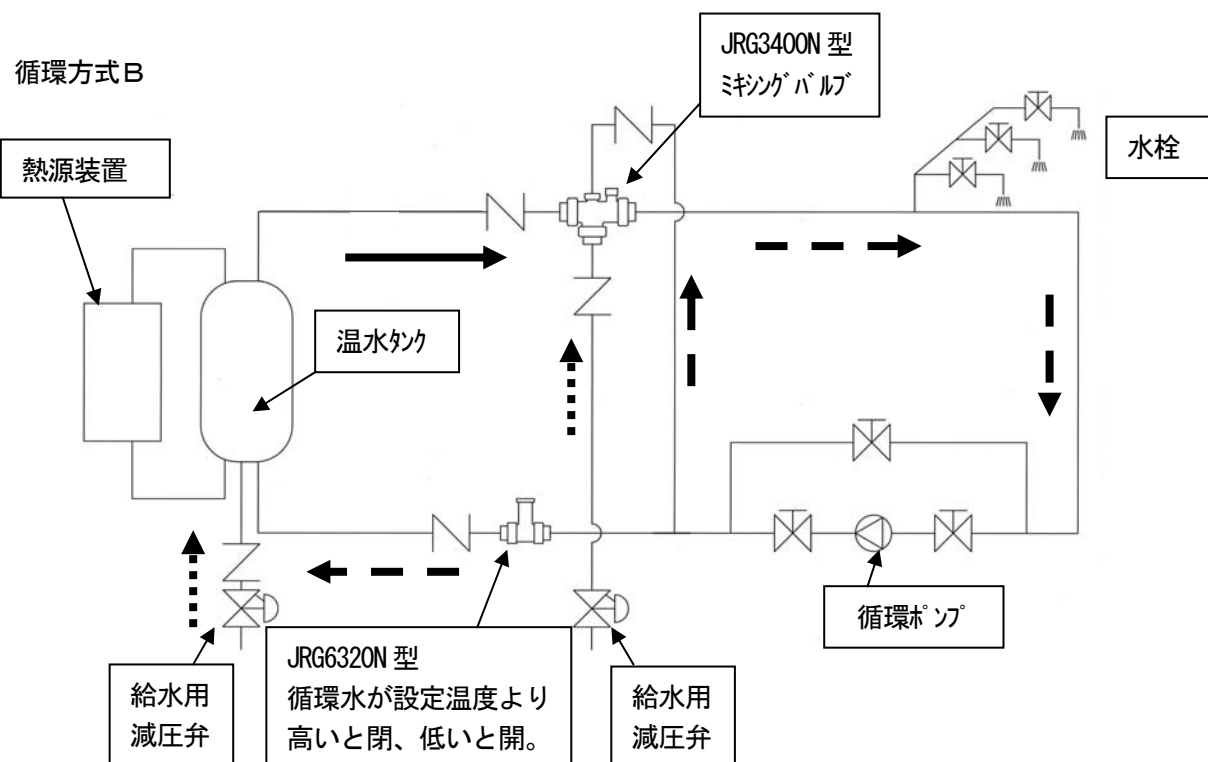 循環方式B
JRG3400N 型
ﾐｷｼﾝｸﾞﾊﾞﾙﾌﾞ
熱源装置
水栓
温水ﾀﾝｸ
循環ﾎﾟﾝﾌﾟ
給水用
減圧弁
JRG6320N 型
循環水が設定温度より
高いと閉、低いと開。
給水用
減圧弁